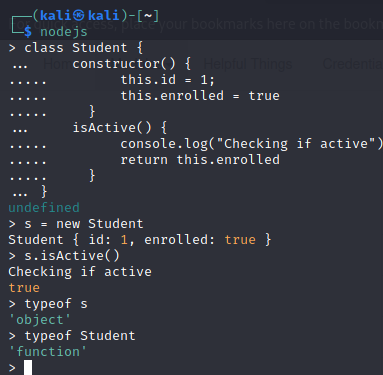 ┌──(kali㉿kali)-[~]
└─$ nodejs
> class Student {
...     constructor() {
.....         this.id = 1;
.....         this.enrolled = true
.....     }
...     isActive() {
.....         console.log("Checking if active")
.....         return this.enrolled
.....     }
... }
undefined
> s = new Student
Student { id: 1, enrolled: true }
> s.isActive()
Checking if active
true
> typeof s
'object'
> typeof Student
'function'
>